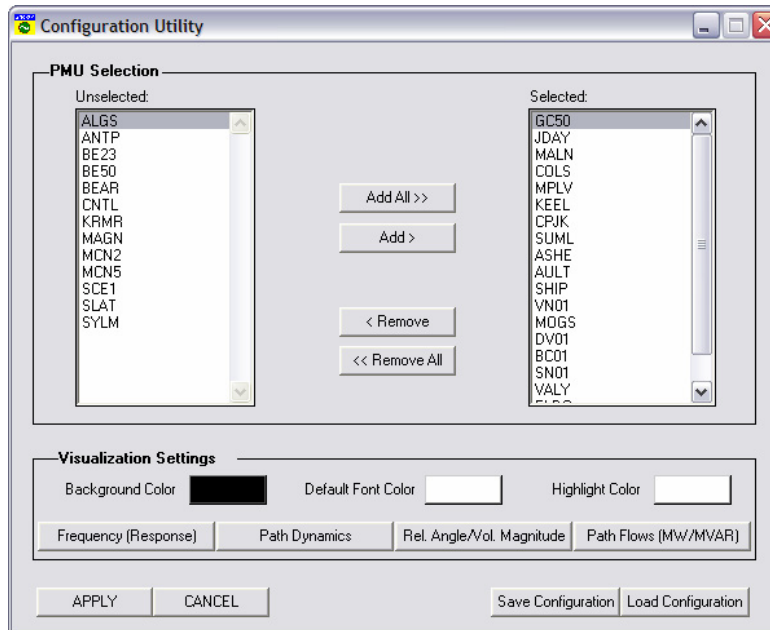 Configuration Utility
PMU Selection
Unselected:
ALGS
ANTP
BE23
BE50
BEAR
CNTL
KRMR
MAGN
MCN2
MCN5
SCE1
SLAT
SYLM
Add All >>
Add >
< Remove
<< Remove All
Selected:
GC50
JDAY
MALN
COLS
MPLV
KEEL
CPJK
SUML
ASHE
AULT
SHIP
VN01
MOGS
DV01
BC01
SN01
VALY
Visualization Settings
Background Color
Default Font Color
Highlight Color
Frequency (Response)
Path Dynamics
Rel. Angle/Vol. Magnitude
Path Flows (MW/MVAR)
APPLY
CANCEL
Save Configuration
Load Configuration